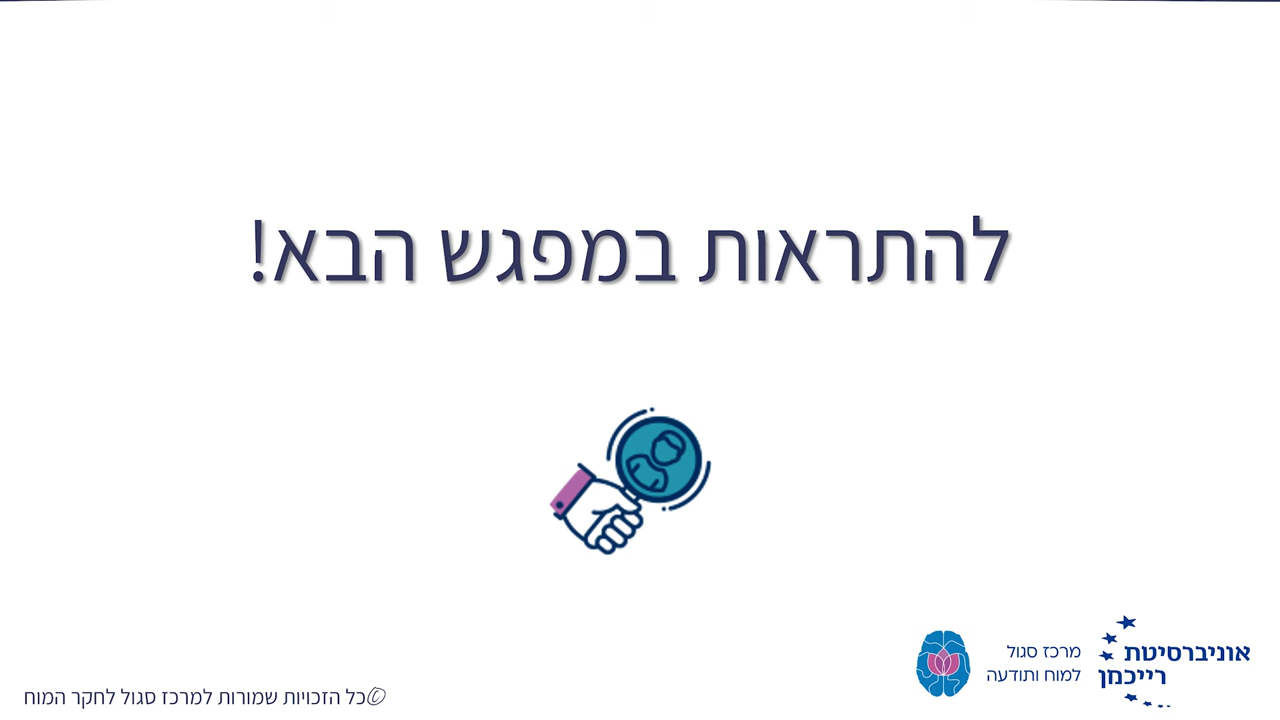 להתראות במפגש הבא!
מרכז סגול
למוח ותודעה
אוניברסיטת
רייכמן
©כל הזכויות שמורות למרכז סגול לחקר המוח